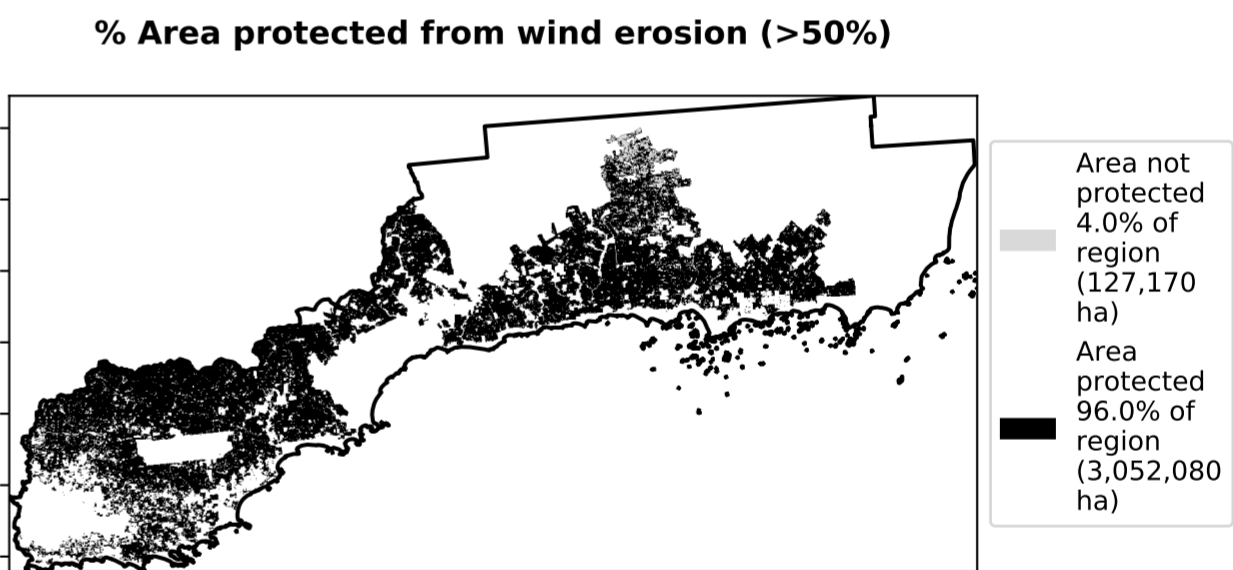 % Area protected from wind erosion (>50%)
Area not
protected
4.0% of
region
(127,170
ha)
Area
protected
96.0% of
region
(3,052,080
ha)